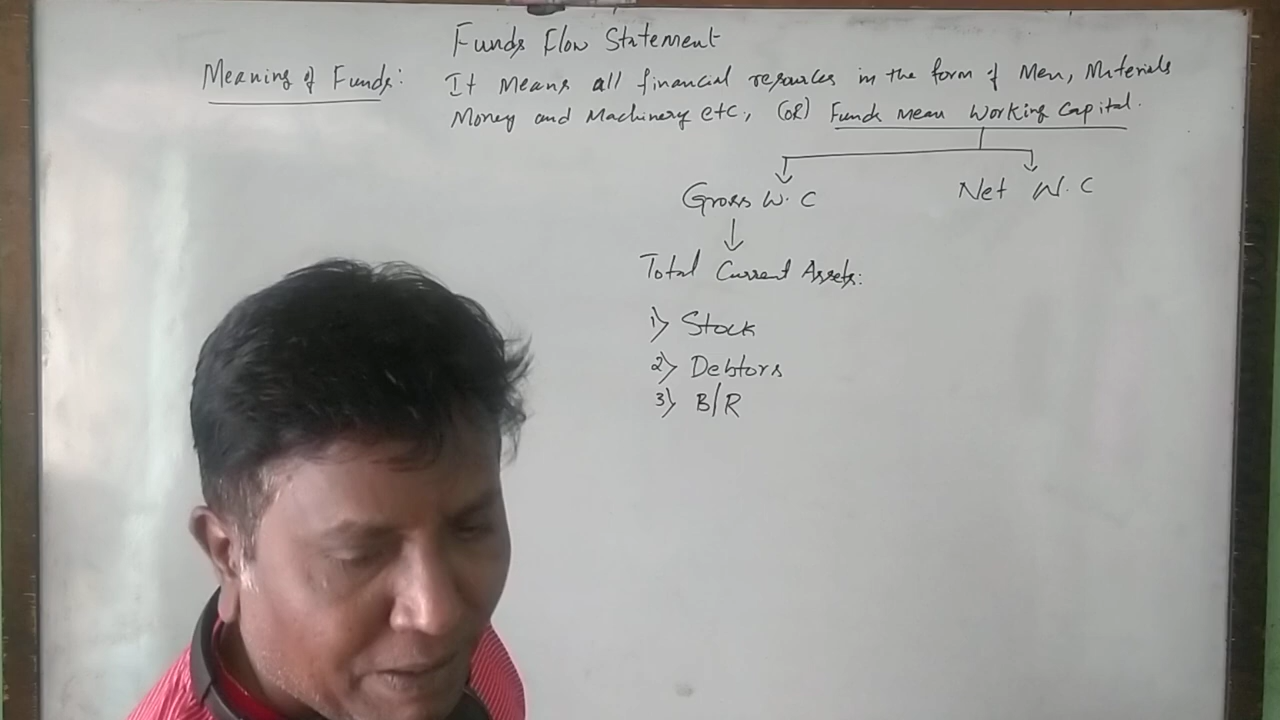 Funds Flow Statement
Meaning of Funds: It Means all financial resources in the form of Men, Materials
Money and Machinery etc, (OR) Funds mean Working Capital.
Gross W.C Net W.C
Total Current Assets:
1) Stock
2) Debtors
3) B/R